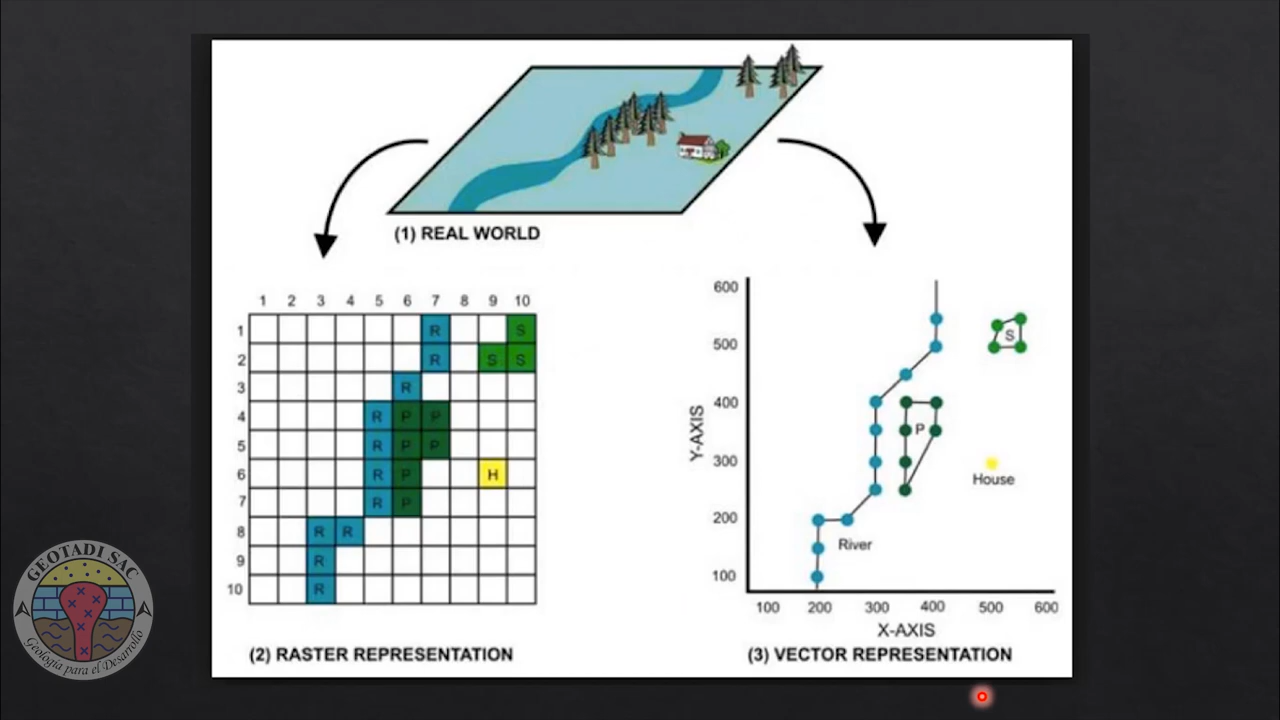 (1) REAL WORLD
1 2 3 4 5 6 7 8 9 10
1 R S
2 R S S
3 R
4 R P P
5 R P P
6 R P H
7 R P
8 R R
9 R
10 R
(2) RASTER REPRESENTATION
600
500
400
300
200
100
Y-AXIS
S
P
House
River
100 200 300 400 500 600
X-AXIS
(3) VECTOR REPRESENTATION
GEOTADI SAC
Geología para el Desarrollo